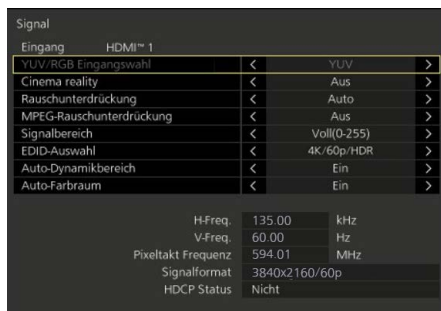 Signal
Eingang HDMI™ 1
YUV/RGB Eingangswahl < YUV >
Cinema reality < Aus >
Rauschunterdrückung < Auto >
MPEG-Rauschunterdrückung < Aus >
Signalbereich < Voll(0-255) >
EDID-Auswahl < 4K/60p/HDR >
Auto-Dynamikbereich < Ein >
Auto-Farbraum < Ein >
H-Freq. 135.00 kHz
V-Freq. 60.00 Hz
Pixeltakt Frequenz 594.01 MHz
Signalformat 3840x2160/60p
HDCP Status Nicht